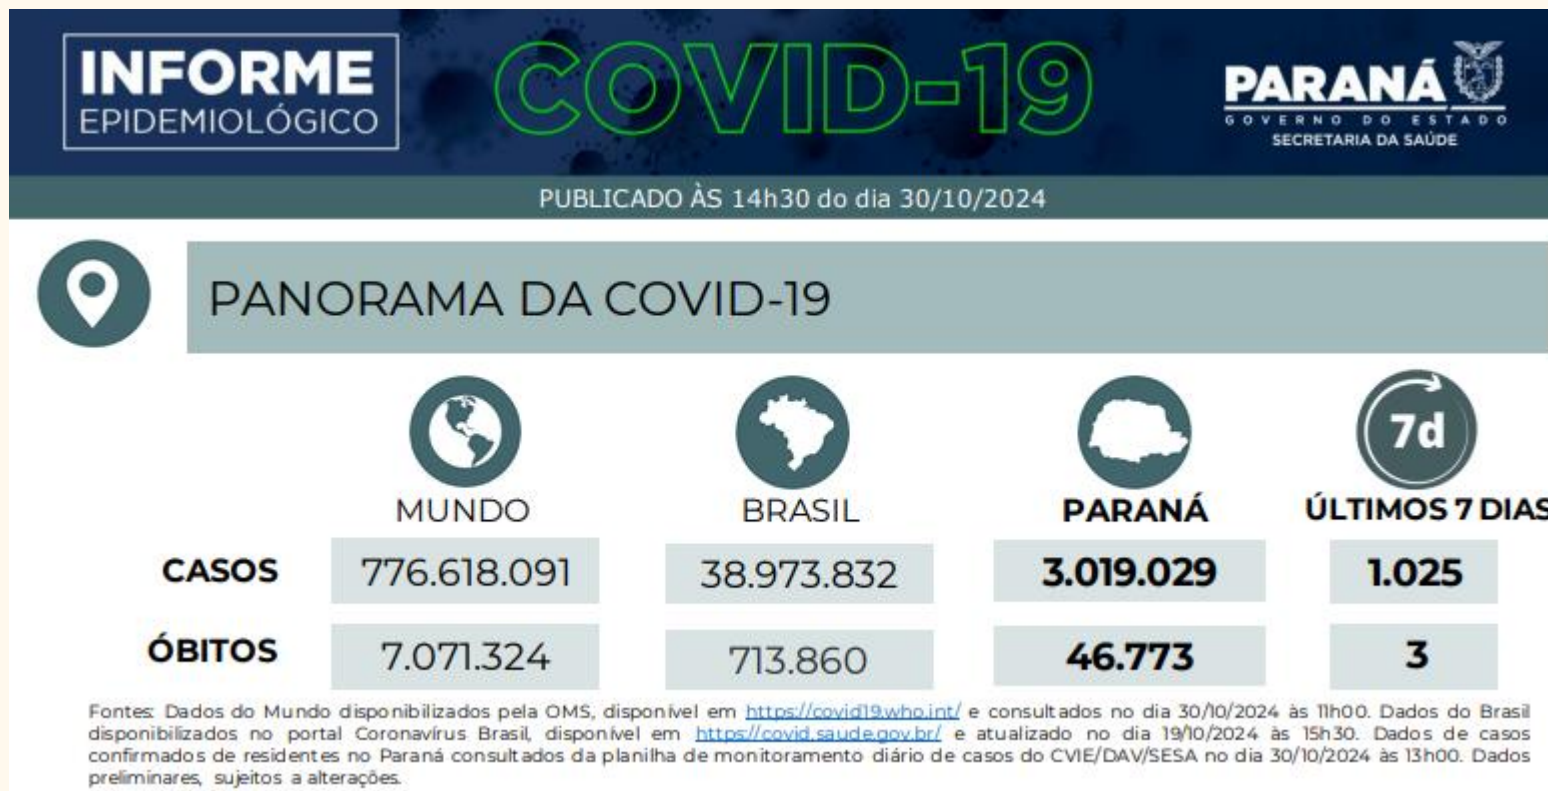 INFORME
EPIDEMIOLÓGICO
COVID-19
PARANÁ
GOVERNO DO ESTADO
SECRETARIA DA SAÚDE
PUBLICADO ÀS 14h30 do dia 30/10/2024
PANORAMA DA COVID-19
7d
MUNDO BRASIL PARANÁ ÚLTIMOS 7 DIAS
CASOS 776.618.091 38.973.832 3.019.029 1.025
ÓBITOS 7.071.324 713.860 46.773 3
Fontes: Dados do Mundo disponibilizados pela OMS, disponível em https://covid19.who.int/ e consultados no dia 30/10/2024 às 11h00. Dados do Brasil
disponibilizados no portal Coronavírus Brasil, disponível em https://covid.saude.gov.br/ e atualizado no dia 19/10/2024 às 15h30. Dados de casos
confirmados de residentes no Paraná consultados da planilha de monitoramento diário de casos do CVIE/DAV/SESA no dia 30/10/2024 às 13h00. Dados
preliminares, sujeitos a alterações.